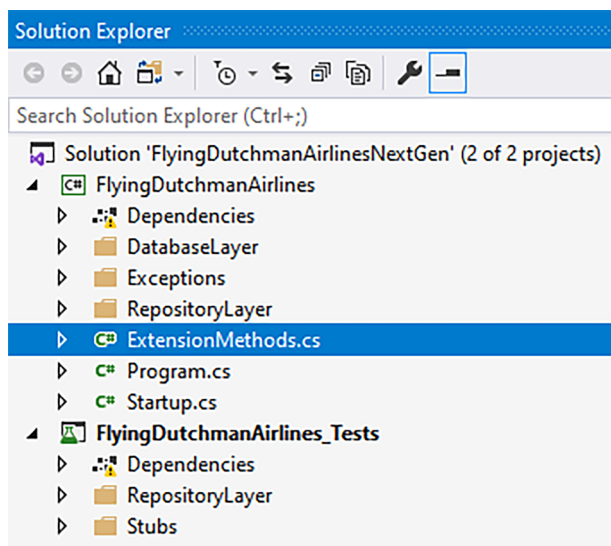 Solution Explorer
Search Solution Explorer (Ctrl+;)
Solution 'FlyingDutchmanAirlinesNextGen' (2 of 2 projects)
C# FlyingDutchmanAirlines
Dependencies
DatabaseLayer
Exceptions
RepositoryLayer
C# ExtensionMethods.cs
C# Program.cs
C# Startup.cs
FlyingDutchmanAirlines_Tests
Dependencies
RepositoryLayer
Stubs